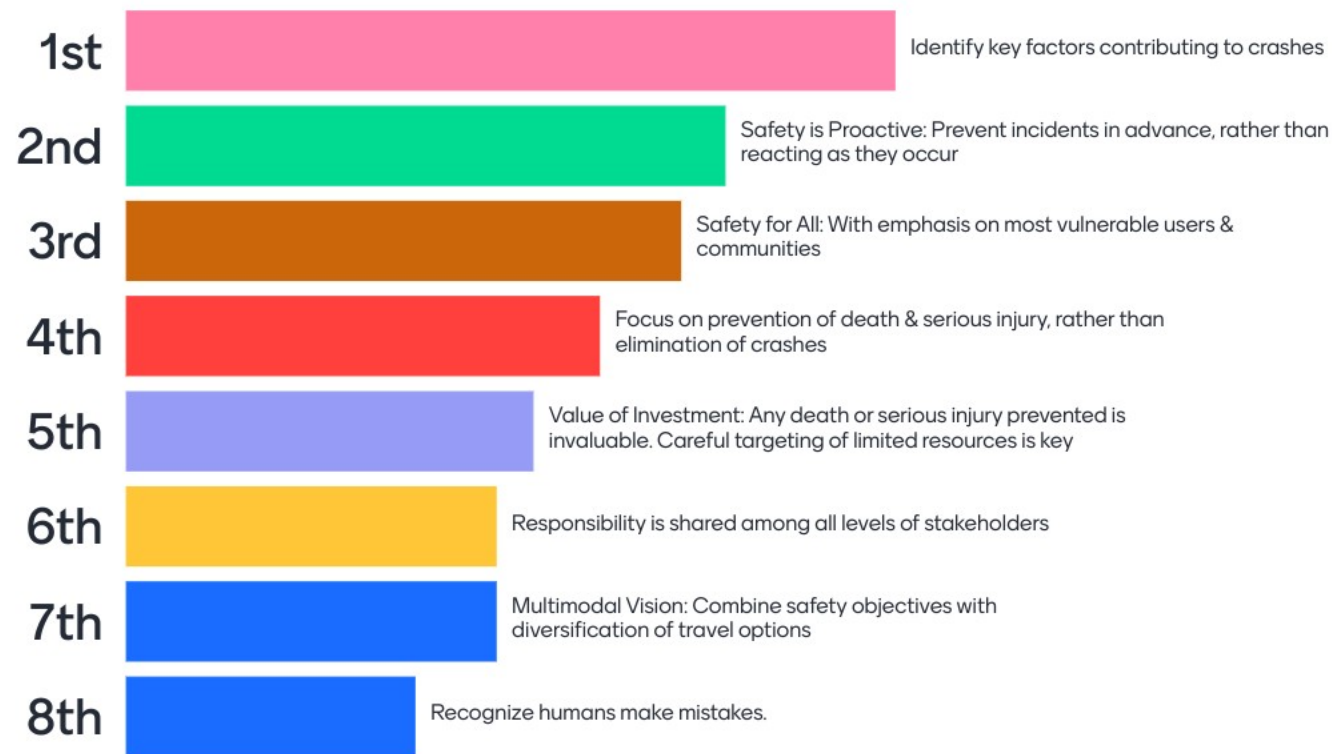 1st
Identify key factors contributing to crashes
2nd
Safety is Proactive: Prevent incidents in advance, rather than
reacting as they occur
3rd
Safety for All: With emphasis on most vulnerable users &
communities
4th
Focus on prevention of death & serious injury, rather than
elimination of crashes
5th
Value of Investment: Any death or serious injury prevented is
invaluable. Careful targeting of limited resources is key
6th
Responsibility is shared among all levels of stakeholders
7th
Multimodal Vision: Combine safety objectives with
diversification of travel options
8th
Recognize humans make mistakes.